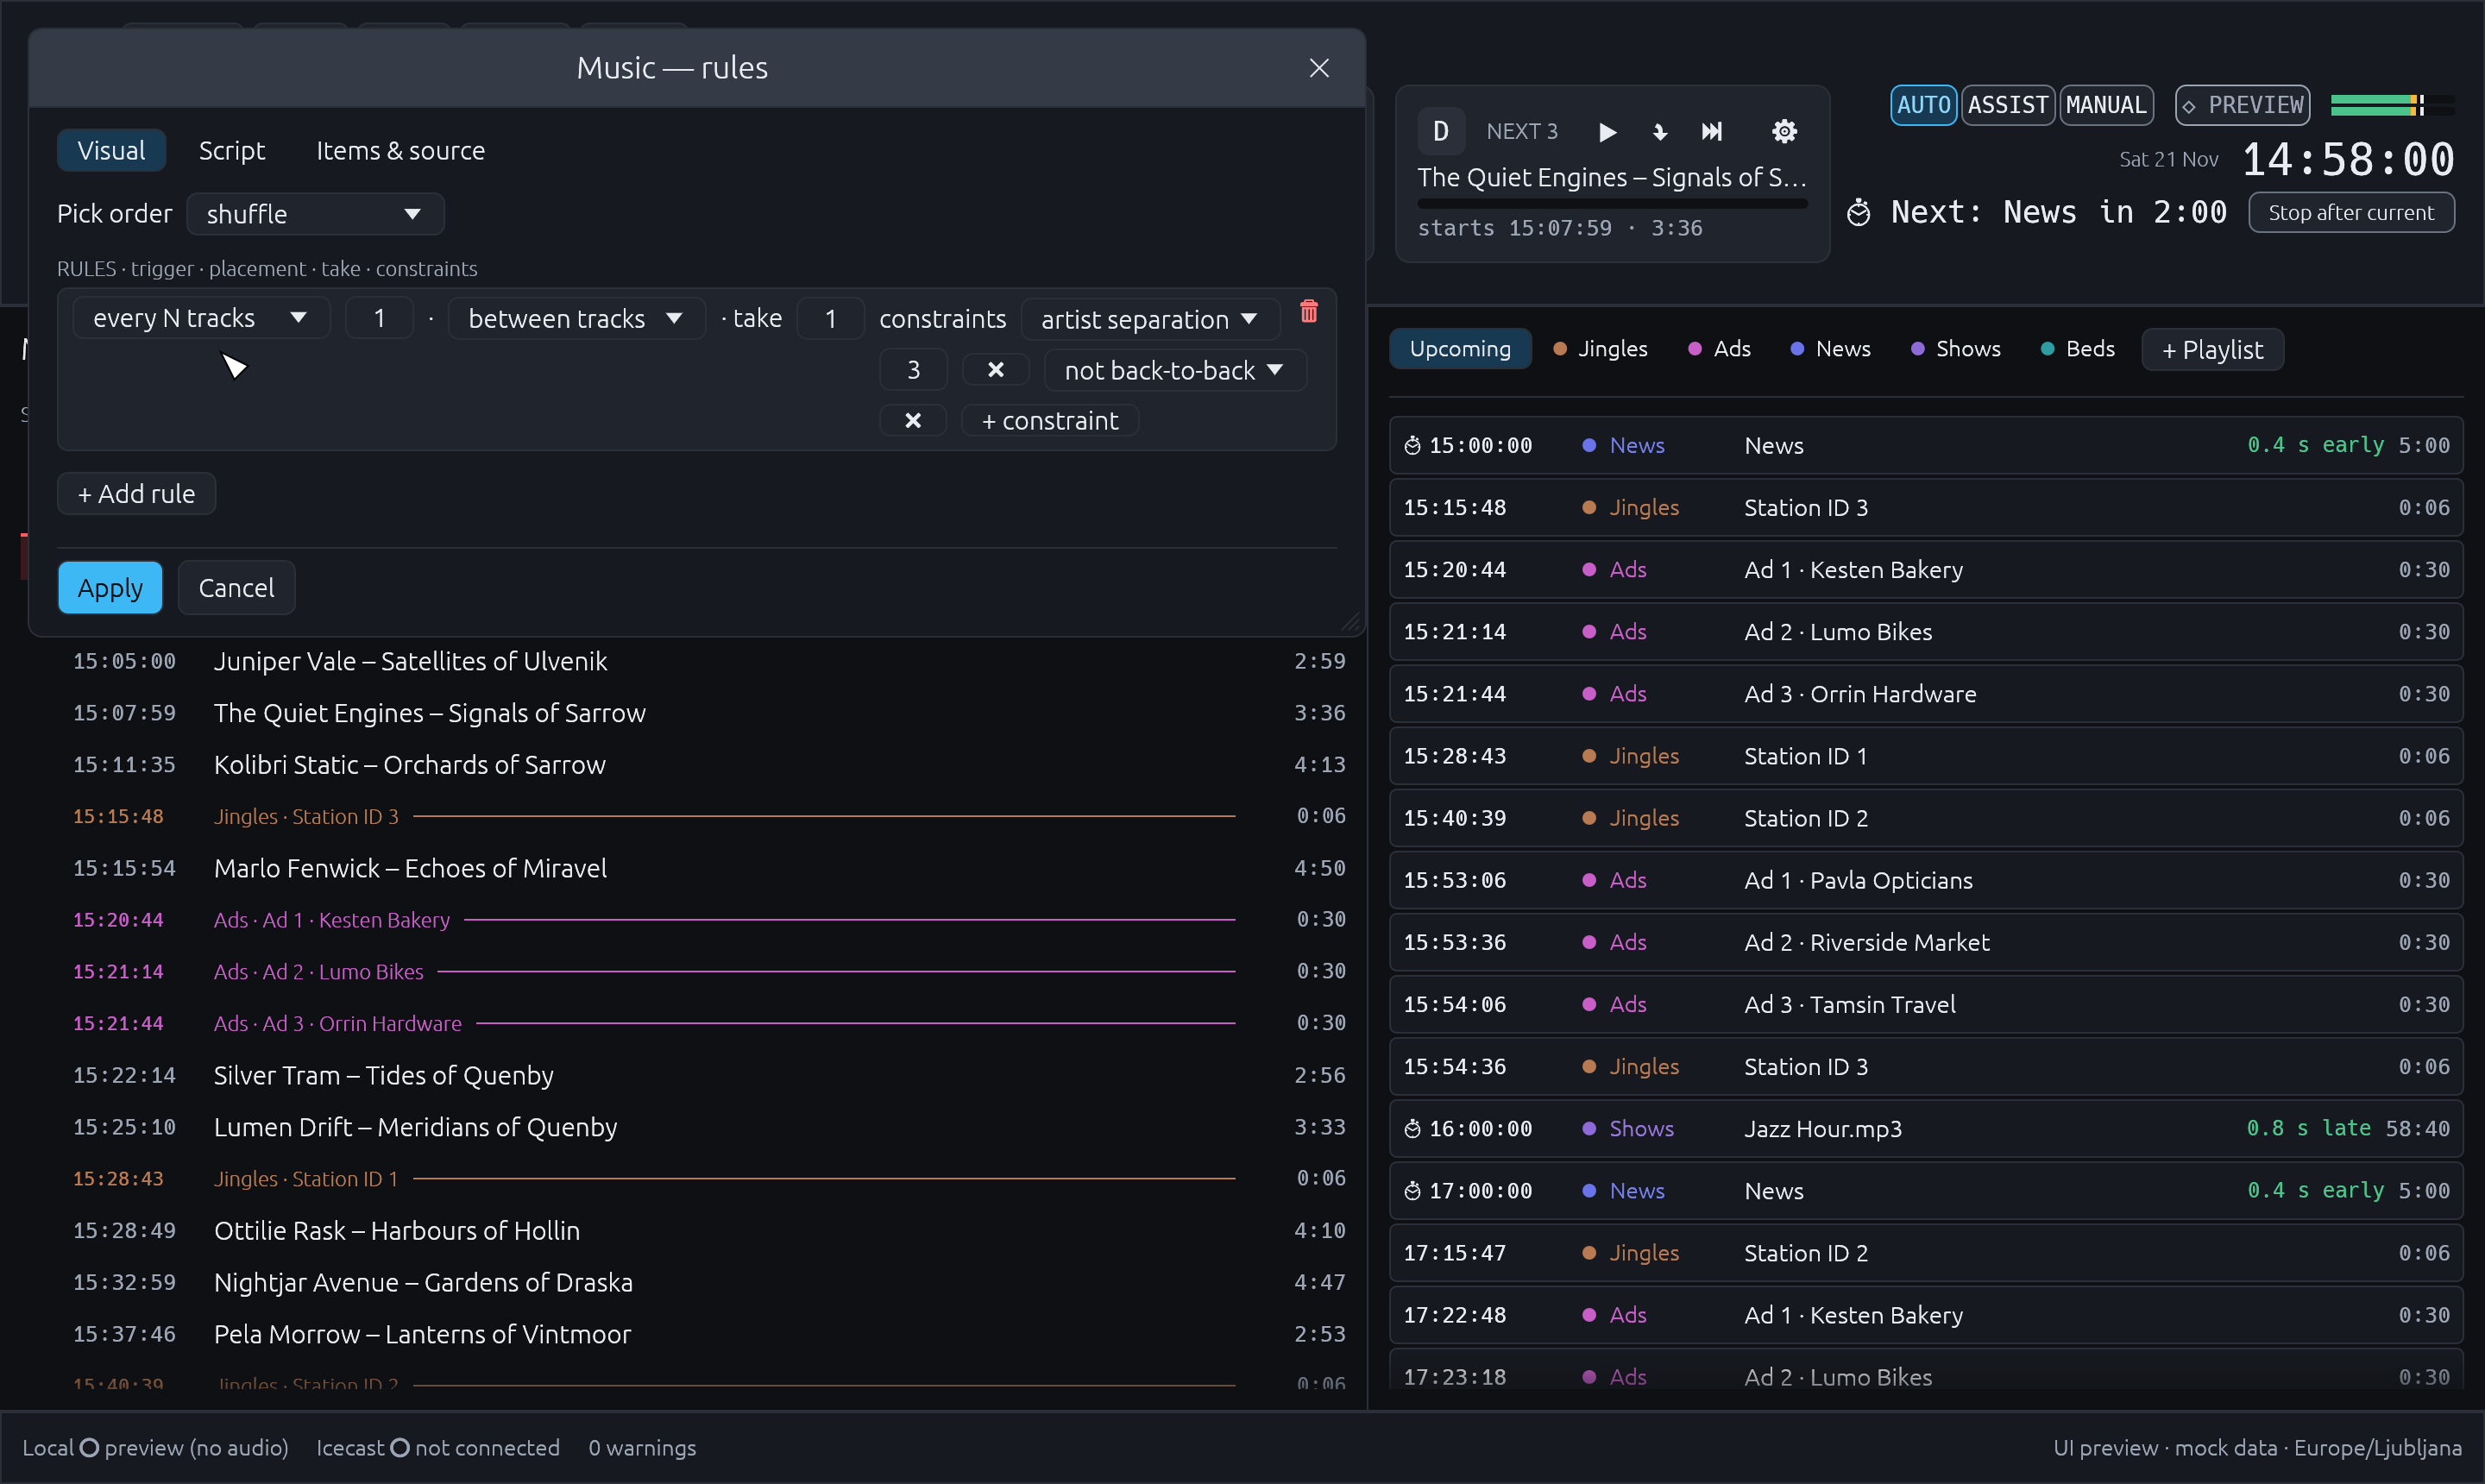 Music — rules
Visual Script Items & source
Pick order shuffle
RULES · trigger · placement · take · constraints
every N tracks 1 · between tracks · take 1 constraints artist separation
3 not back-to-back
+ constraint
+ Add rule
Apply Cancel
15:05:00 Juniper Vale – Satellites of Ulvenik 2:59
15:07:59 The Quiet Engines – Signals of Sarrow 3:36
15:11:35 Kolibri Static – Orchards of Sarrow 4:13
15:15:48 Jingles · Station ID 3 0:06
15:15:54 Marlo Fenwick – Echoes of Miravel 4:50
15:20:44 Ads · Ad 1 · Kesten Bakery 0:30
15:21:14 Ads · Ad 2 · Lumo Bikes 0:30
15:21:44 Ads · Ad 3 · Orrin Hardware 0:30
15:22:14 Silver Tram – Tides of Quenby 2:56
15:25:10 Lumen Drift – Meridians of Quenby 3:33
15:28:43 Jingles · Station ID 1 0:06
15:28:49 Ottilie Rask – Harbours of Hollin 4:10
15:32:59 Nightjar Avenue – Gardens of Draska 4:47
15:37:46 Pela Morrow – Lanterns of Vintmoor 2:53
15:40:39 Jingles · Station ID 2 0:06
D NEXT 3
The Quiet Engines – Signals of S…
starts 15:07:59 · 3:36
AUTO ASSIST MANUAL ◇ PREVIEW
Sat 21 Nov 14:58:00
Next: News in 2:00 Stop after current
Upcoming Jingles Ads News Shows Beds + Playlist
15:00:00 News News 0.4 s early 5:00
15:15:48 Jingles Station ID 3 0:06
15:20:44 Ads Ad 1 · Kesten Bakery 0:30
15:21:14 Ads Ad 2 · Lumo Bikes 0:30
15:21:44 Ads Ad 3 · Orrin Hardware 0:30
15:28:43 Jingles Station ID 1 0:06
15:40:39 Jingles Station ID 2 0:06
15:53:06 Ads Ad 1 · Pavla Opticians 0:30
15:53:36 Ads Ad 2 · Riverside Market 0:30
15:54:06 Ads Ad 3 · Tamsin Travel 0:30
15:54:36 Jingles Station ID 3 0:06
16:00:00 Shows Jazz Hour.mp3 0.8 s late 58:40
17:00:00 News News 0.4 s early 5:00
17:15:47 Jingles Station ID 2 0:06
17:22:48 Ads Ad 1 · Kesten Bakery 0:30
17:23:18 Ads Ad 2 · Lumo Bikes 0:30
Local preview (no audio) Icecast not connected 0 warnings
UI preview · mock data · Europe/Ljubljana